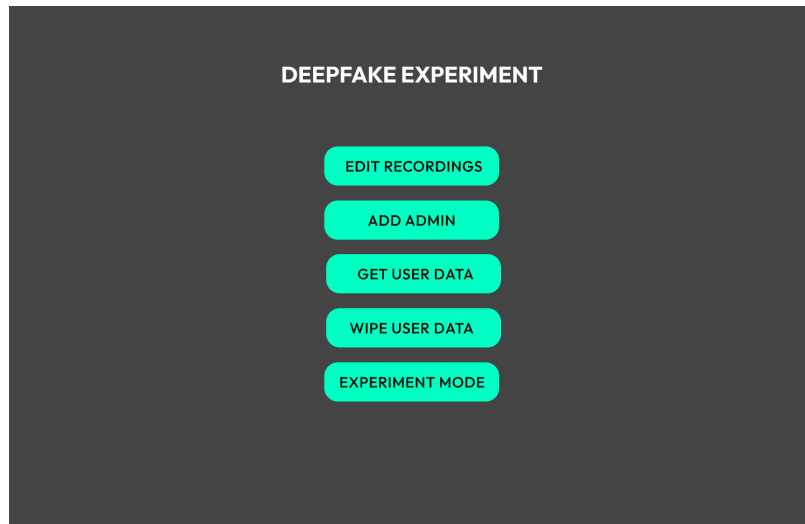 DEEPFAKE EXPERIMENT
EDIT RECORDINGS
ADD ADMIN
GET USER DATA
WIPE USER DATA
EXPERIMENT MODE